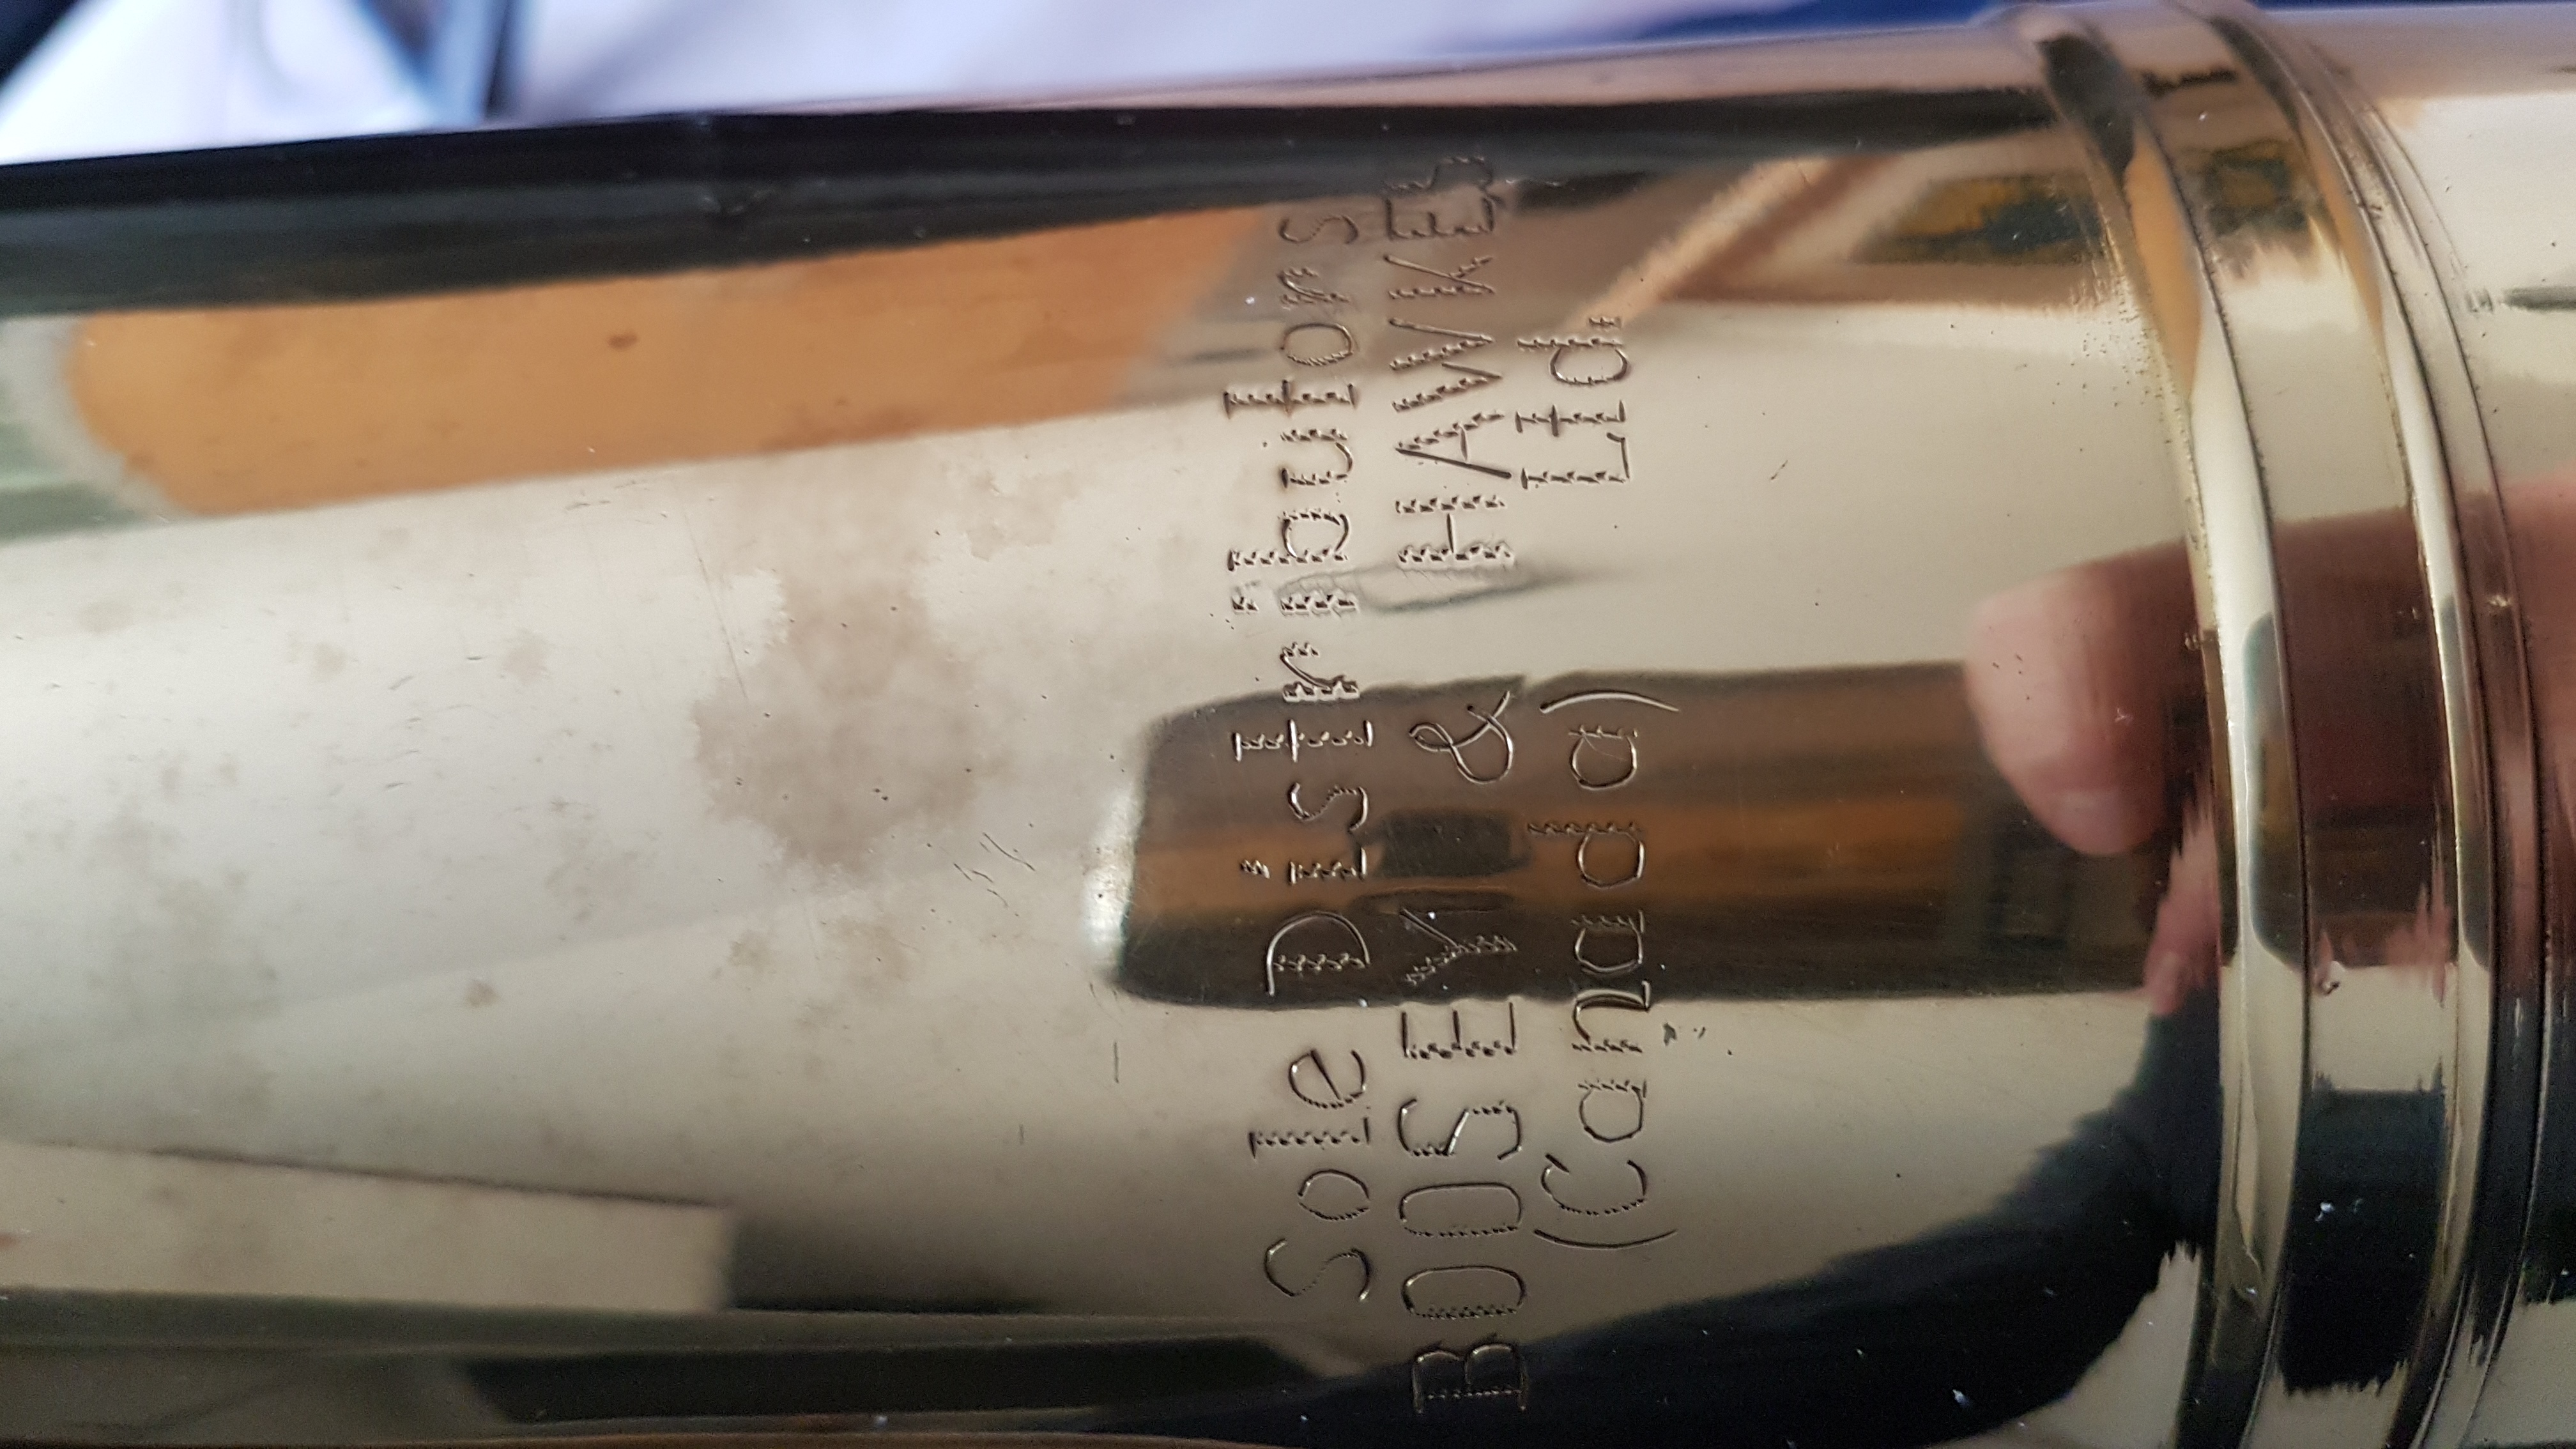 Sole Distributors
BOOSEY & HAWKES
(Canada) Ltd.